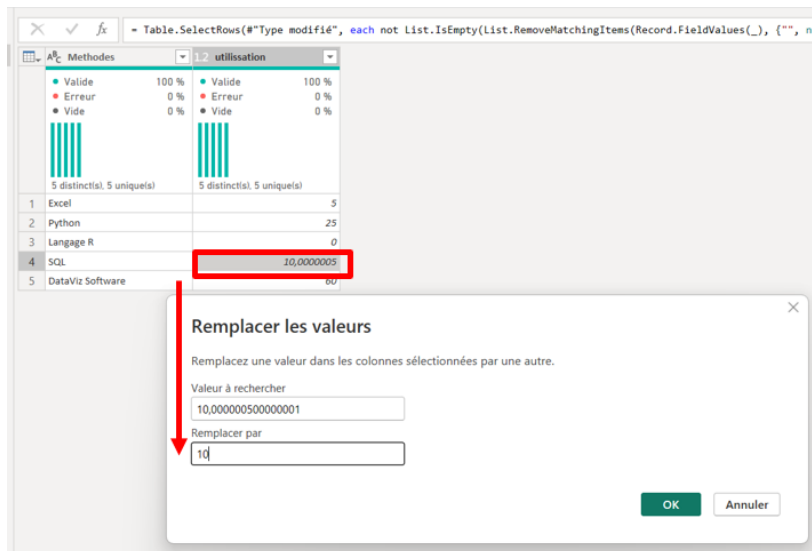 fx = Table.SelectRows(#"Type modifié", each not List.IsEmpty(List.RemoveMatchingItems(Record.FieldValues(_), {"",
ABC Methodes 1.2 utilissation
Valide 100 % Valide 100 %
Erreur 0 % Erreur 0 %
Vide 0 % Vide 0 %
5 distinct(s), 5 unique(s) 5 distinct(s), 5 unique(s)
1 Excel 5
2 Python 25
3 Langage R 0
4 SQL 10,0000005
5 DataViz Software 60
Remplacer les valeurs
Remplacez une valeur dans les colonnes sélectionnées par une autre.
Valeur à rechercher
10,000000500000001
Remplacer par
10
OK Annuler